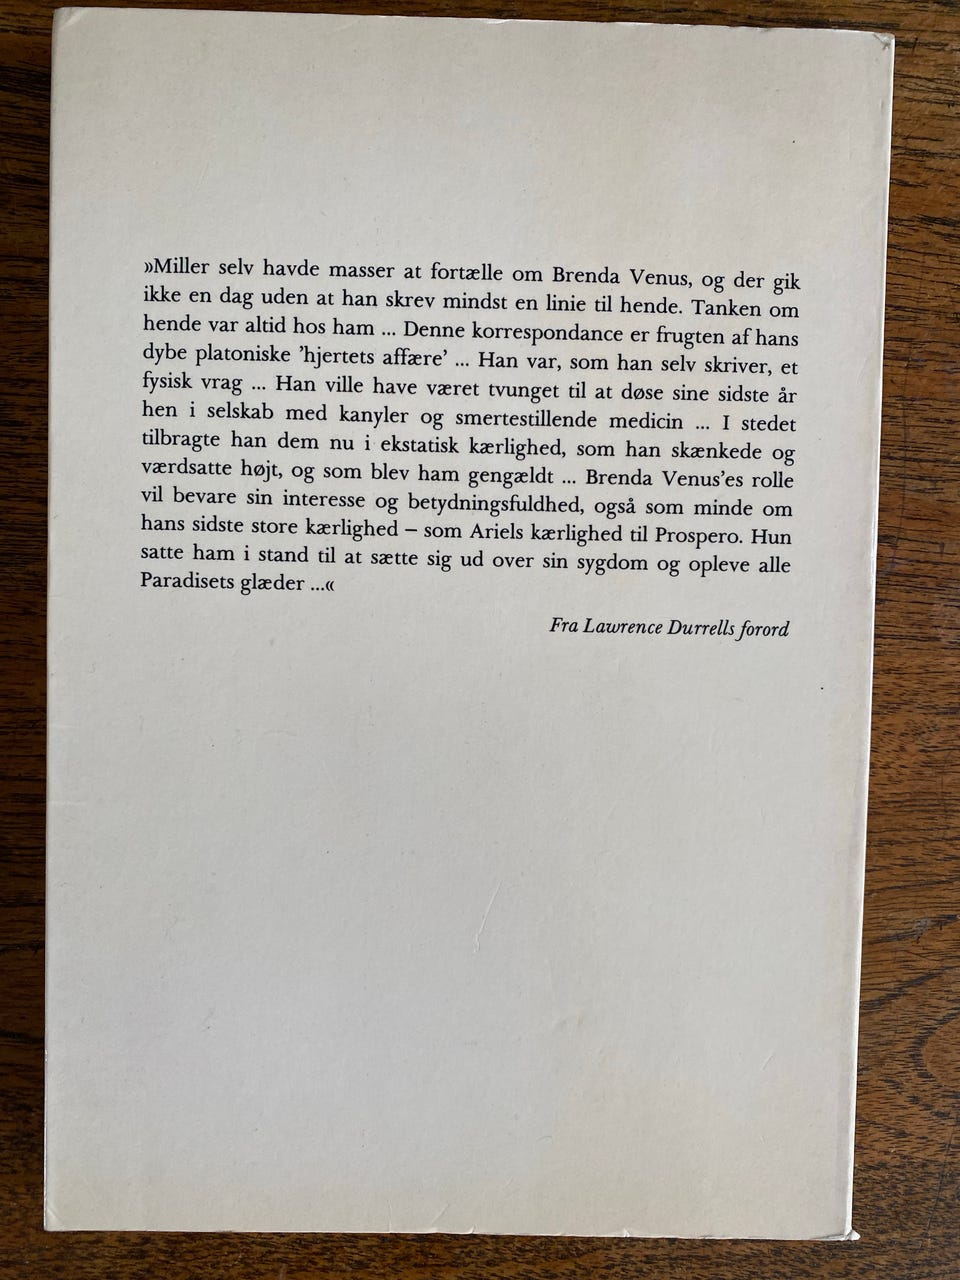 »Miller selv havde masser at fortælle om Brenda Venus, og der gik
ikke en dag uden at han skrev mindst en linie til hende. Tanken om
hende var altid hos ham ... Denne korrespondance er frugten af hans
dybe platoniske ’hjertets affære’ ... Han var, som han selv skriver, et
fysisk vrag ... Han ville have været tvunget til at døse sine sidste år
hen i selskab med kanyler og smertestillende medicin ... I stedet
tilbragte han dem nu i ekstatisk kærlighed, som han skænkede og
værdsatte højt, og som blev ham gengældt ... Brenda Venus’es rolle
vil bevare sin interesse og betydningsfuldhed, også som minde om
hans sidste store kærlighed – som Ariels kærlighed til Prospero. Hun
satte ham i stand til at sætte sig ud over sin sygdom og opleve alle
Paradisets glæder ...«
Fra Lawrence Durrells forord